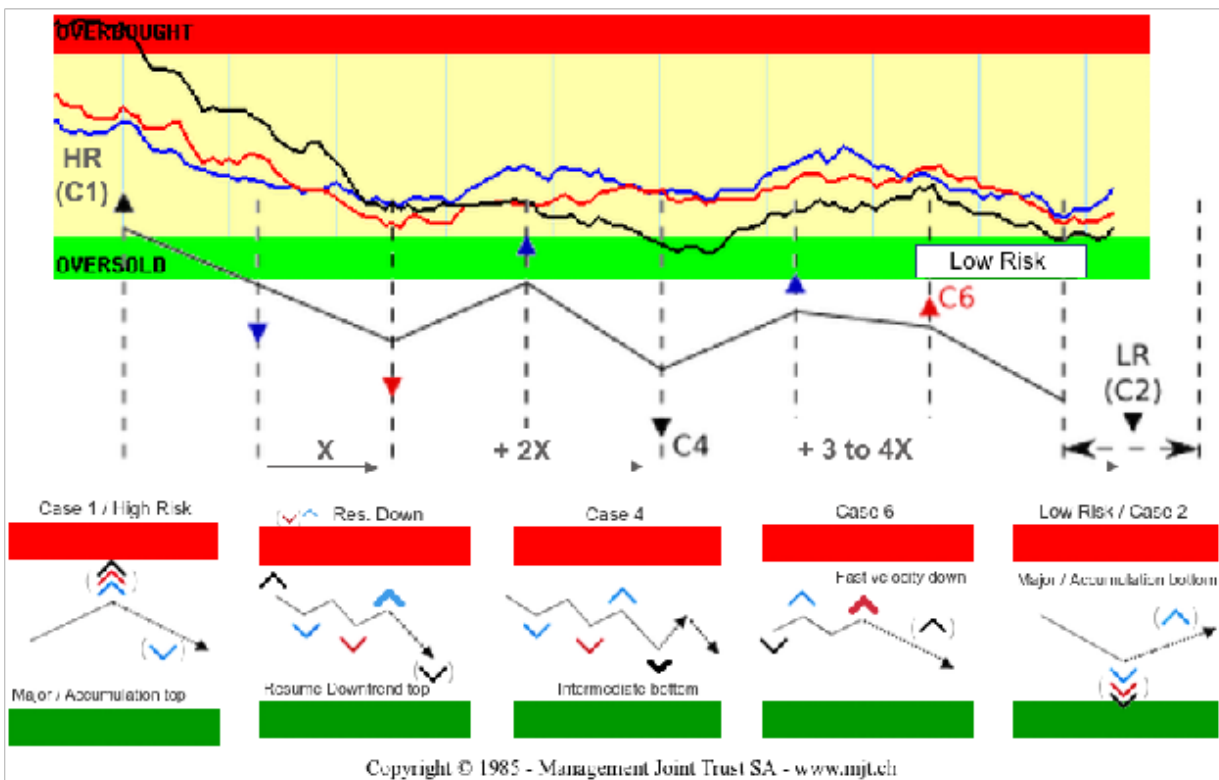 OVERBOUGHT
HR
(C1)
OVERSOLD
Low Risk
C6
LR
(C2)
C4
X
+ 2X
+ 3 to 4X
Case 1 / High Risk
Res. Down
Case 4
Case 6
Low Risk / Case 2
Fast velocity down
Major / Accumulation bottom
Major / Accumulation top
Resume Downtrend top
Intermediate bottom
Copyright © 1985 - Management Joint Trust SA - www.mjt.ch